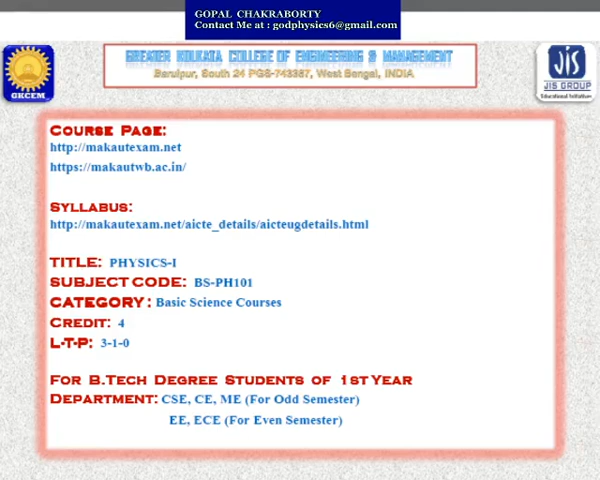 GOPAL CHAKRABORTY
Contact Me at : godphysics6@gmail.com
GREATER KOLKATA COLLEGE OF ENGINEERING & MANAGEMENT
Baruipur, South 24 PGS-743387, West Bengal, INDIA
GKCEM
JIS
JIS GROUP
Educational Initiatives
COURSE PAGE:
http://makautexam.net
https://makautwb.ac.in/
SYLLABUS:
http://makautexam.net/aicte_details/aicteugdetails.html
TITLE: PHYSICS-I
SUBJECT CODE: BS-PH101
CATEGORY : Basic Science Courses
CREDIT: 4
L-T-P: 3-1-0
FOR B.TECH DEGREE STUDENTS OF 1ST YEAR
DEPARTMENT: CSE, CE, ME (For Odd Semester)
EE, ECE (For Even Semester)